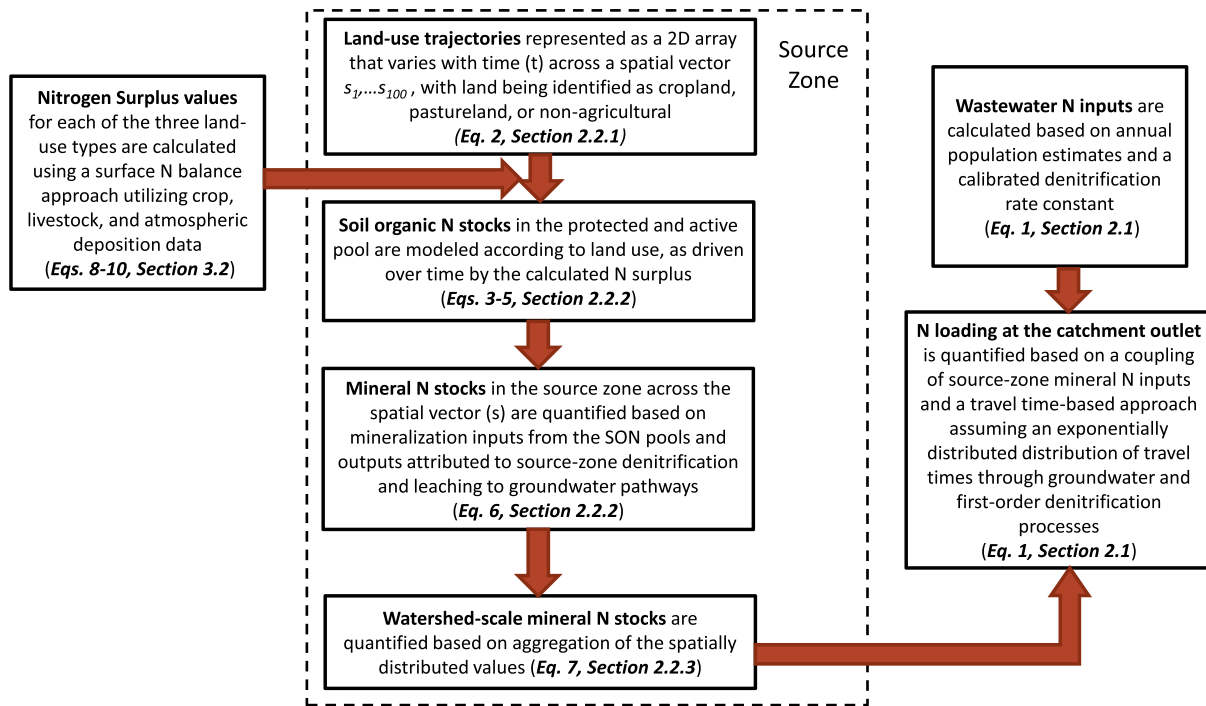 Nitrogen Surplus values
for each of the three land-
use types are calculated
using a surface N balance
approach utilizing crop,
livestock, and atmospheric
deposition data
(Eqs. 8-10, Section 3.2)
Source
Zone
Land-use trajectories represented as a 2D array
that varies with time (t) across a spatial vector
s1,...s100 , with land being identified as cropland,
pastureland, or non-agricultural
(Eq. 2, Section 2.2.1)
Soil organic N stocks in the protected and active
pool are modeled according to land use, as driven
over time by the calculated N surplus
(Eqs. 3-5, Section 2.2.2)
Mineral N stocks in the source zone across the
spatial vector (s) are quantified based on
mineralization inputs from the SON pools and
outputs attributed to source-zone denitrification
and leaching to groundwater pathways
(Eq. 6, Section 2.2.2)
Watershed-scale mineral N stocks are
quantified based on aggregation of the spatially
distributed values (Eq. 7, Section 2.2.3)
Wastewater N inputs are
calculated based on annual
population estimates and a
calibrated denitrification
rate constant
(Eq. 1, Section 2.1)
N loading at the catchment outlet
is quantified based on a coupling
of source-zone mineral N inputs
and a travel time-based approach
assuming an exponentially
distributed distribution of travel
times through groundwater and
first-order denitrification
processes
(Eq. 1, Section 2.1)